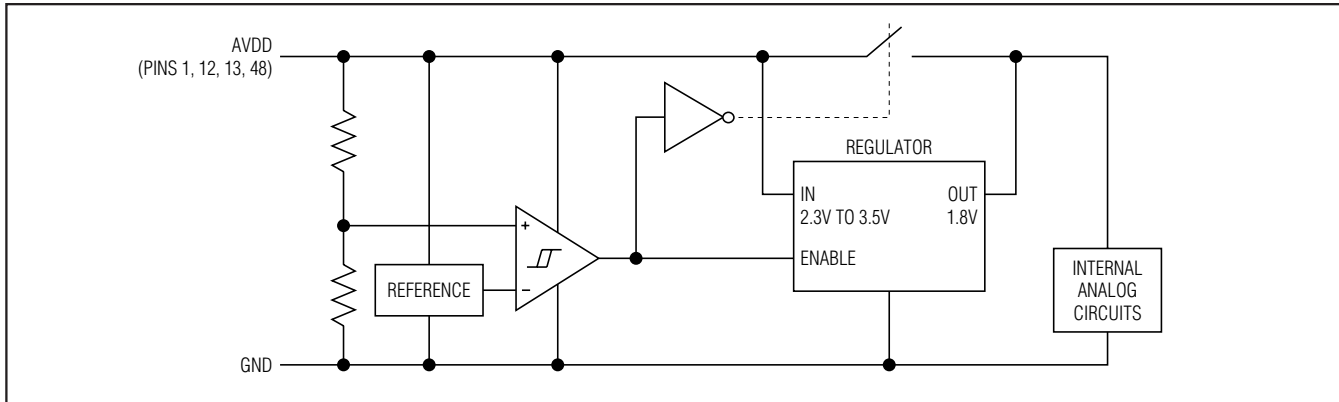 AVDD
(PINS 1, 12, 13, 48)
REGULATOR
IN
2.3V TO 3.5V
OUT
1.8V
ENABLE
+
−
REFERENCE
INTERNAL
ANALOG
CIRCUITS
GND